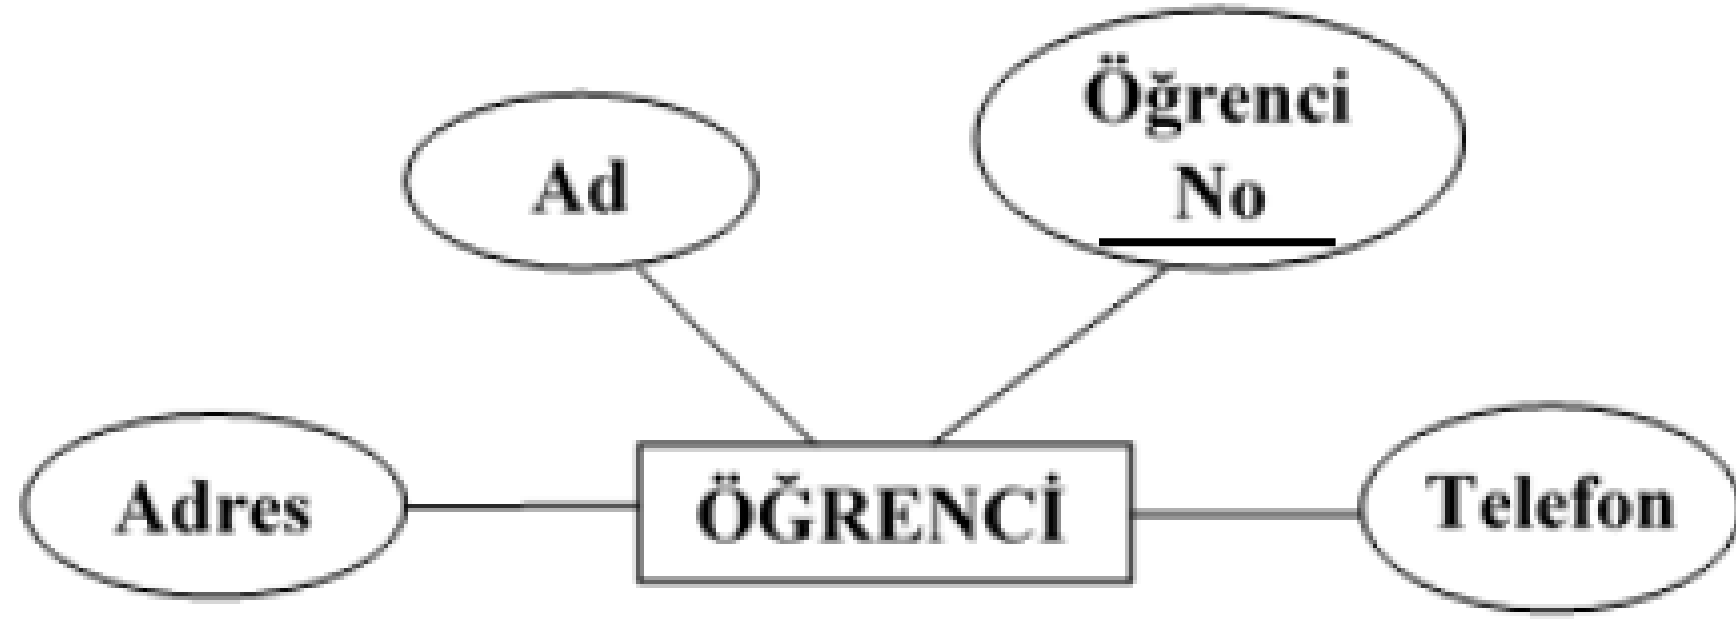 Öğrenci
No
Ad
Adres
ÖĞRENCİ
Telefon